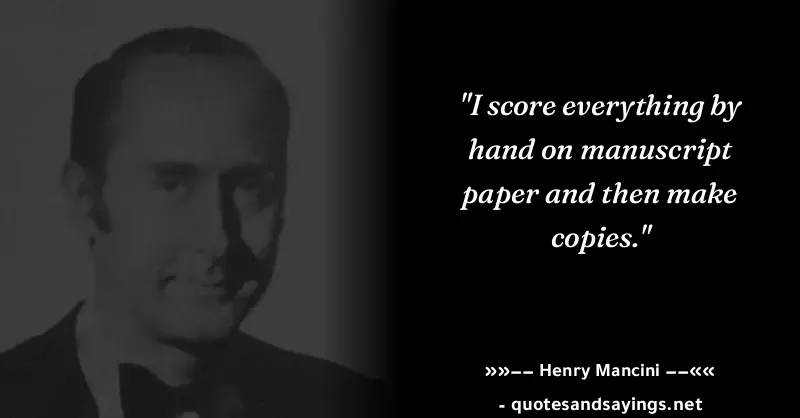 "I score everything by
hand on manuscript
paper and then make
copies."
»»−− Henry Mancini −−««
- quotesandsayings.net